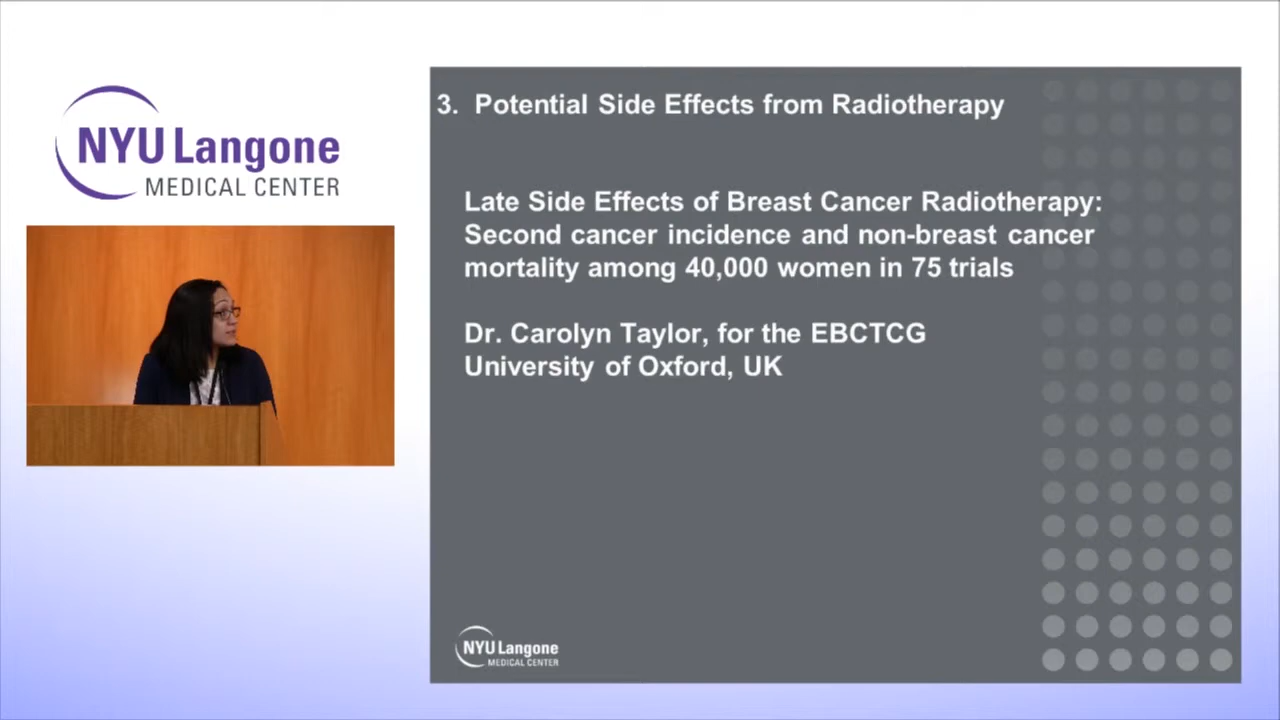 NYU Langone
MEDICAL CENTER
3. Potential Side Effects from Radiotherapy
Late Side Effects of Breast Cancer Radiotherapy:
Second cancer incidence and non-breast cancer
mortality among 40,000 women in 75 trials
Dr. Carolyn Taylor, for the EBCTCG
University of Oxford, UK
NYU Langone
MEDICAL CENTER